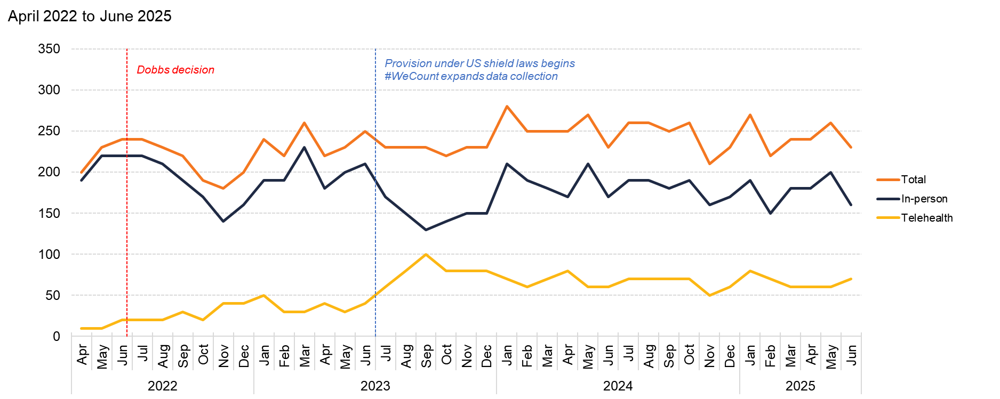 April 2022 to June 2025
350
Dobbs decision
Provision under US shield laws begins
#WeCount expands data collection
300
250
200
150
100
50
0
Total
In-person
Telehealth
Apr May Jun Jul Aug Sep Oct Nov Dec Jan Feb Mar Apr May Jun Jul Aug Sep Oct Nov Dec Jan Feb Mar Apr May Jun Jul Aug Sep Oct Nov Dec Jan Feb Mar Apr May Jun
2022 2023 2024 2025